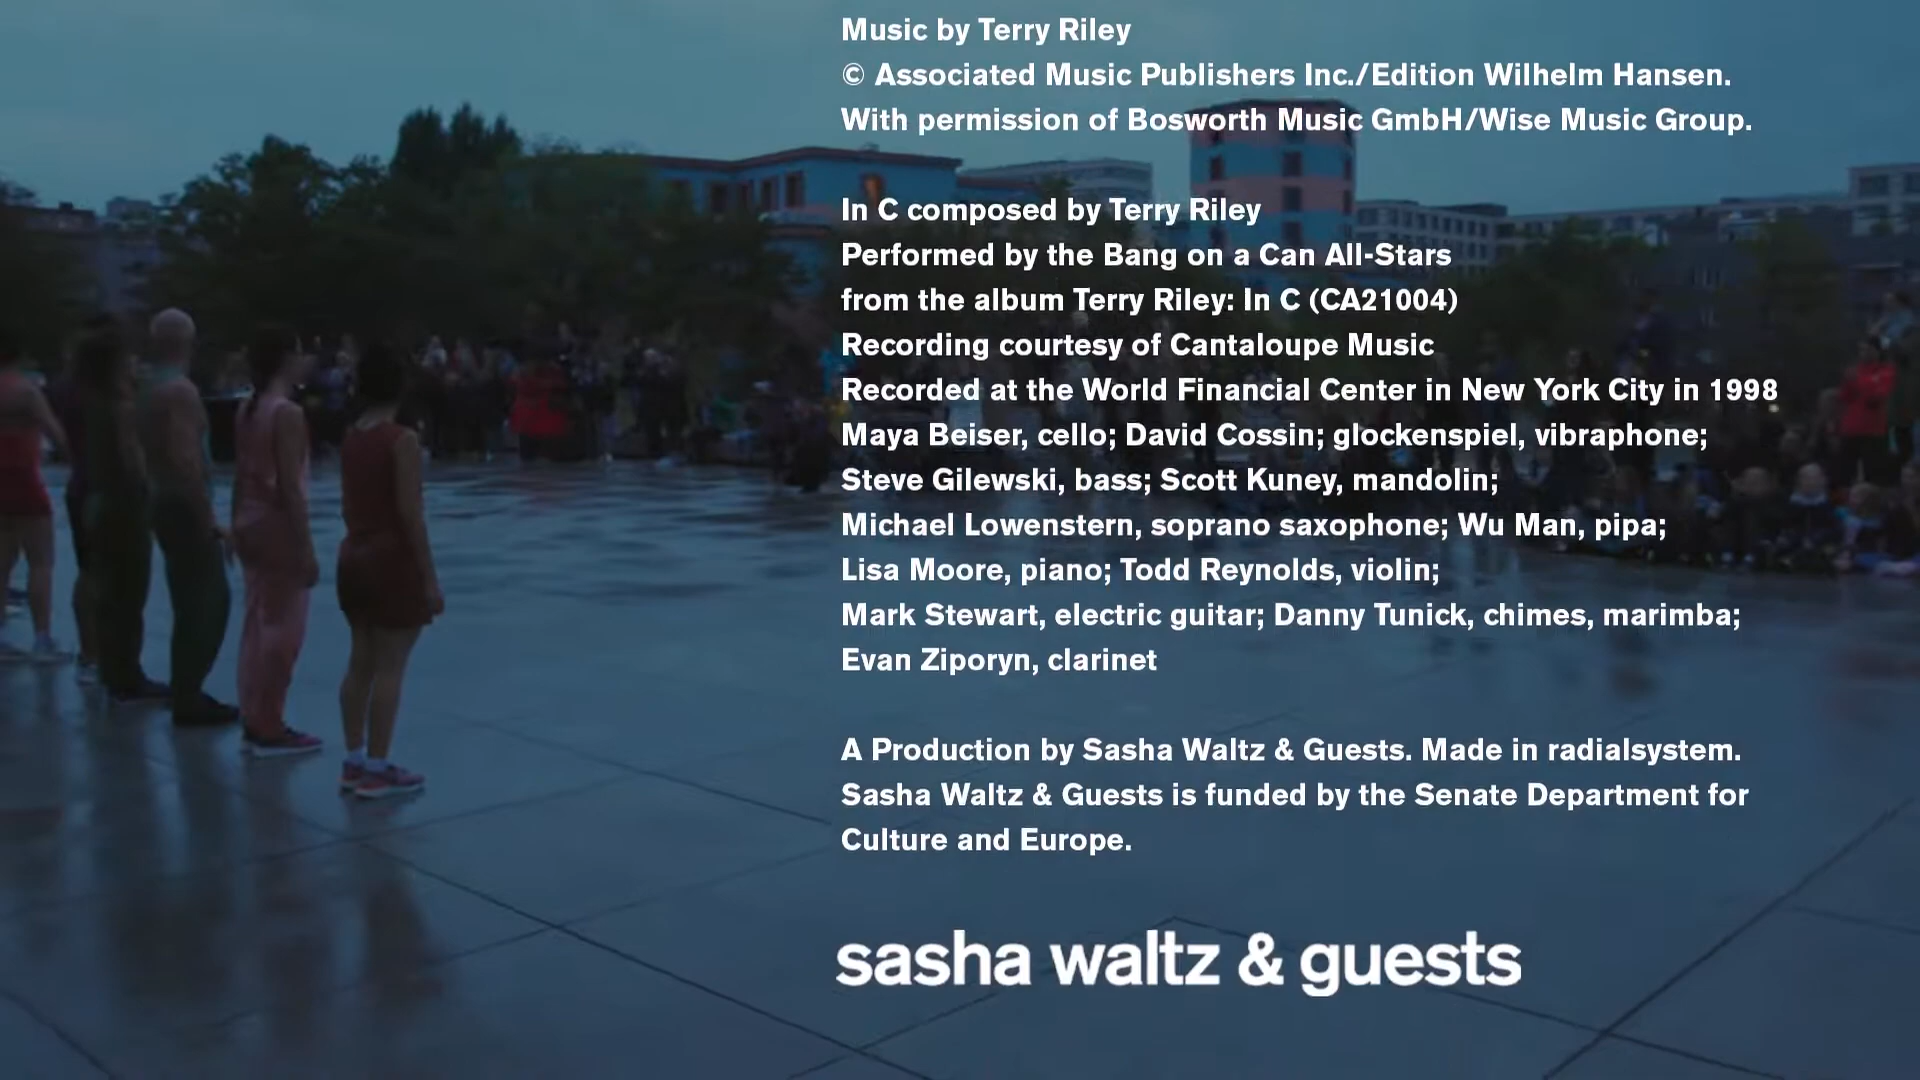 Music by Terry Riley
© Associated Music Publishers Inc./Edition Wilhelm Hansen.
With permission of Bosworth Music GmbH/Wise Music Group.
In C composed by Terry Riley
Performed by the Bang on a Can All-Stars
from the album Terry Riley: In C (CA21004)
Recording courtesy of Cantaloupe Music
Recorded at the World Financial Center in New York City in 1998
Maya Beiser, cello; David Cossin; glockenspiel, vibraphone;
Steve Gilewski, bass; Scott Kuney, mandolin;
Michael Lowenstern, soprano saxophone; Wu Man, pipa;
Lisa Moore, piano; Todd Reynolds, violin;
Mark Stewart, electric guitar; Danny Tunick, chimes, marimba;
Evan Ziporyn, clarinet
A Production by Sasha Waltz & Guests. Made in radialsystem.
Sasha Waltz & Guests is funded by the Senate Department for
Culture and Europe.
sasha waltz & guests